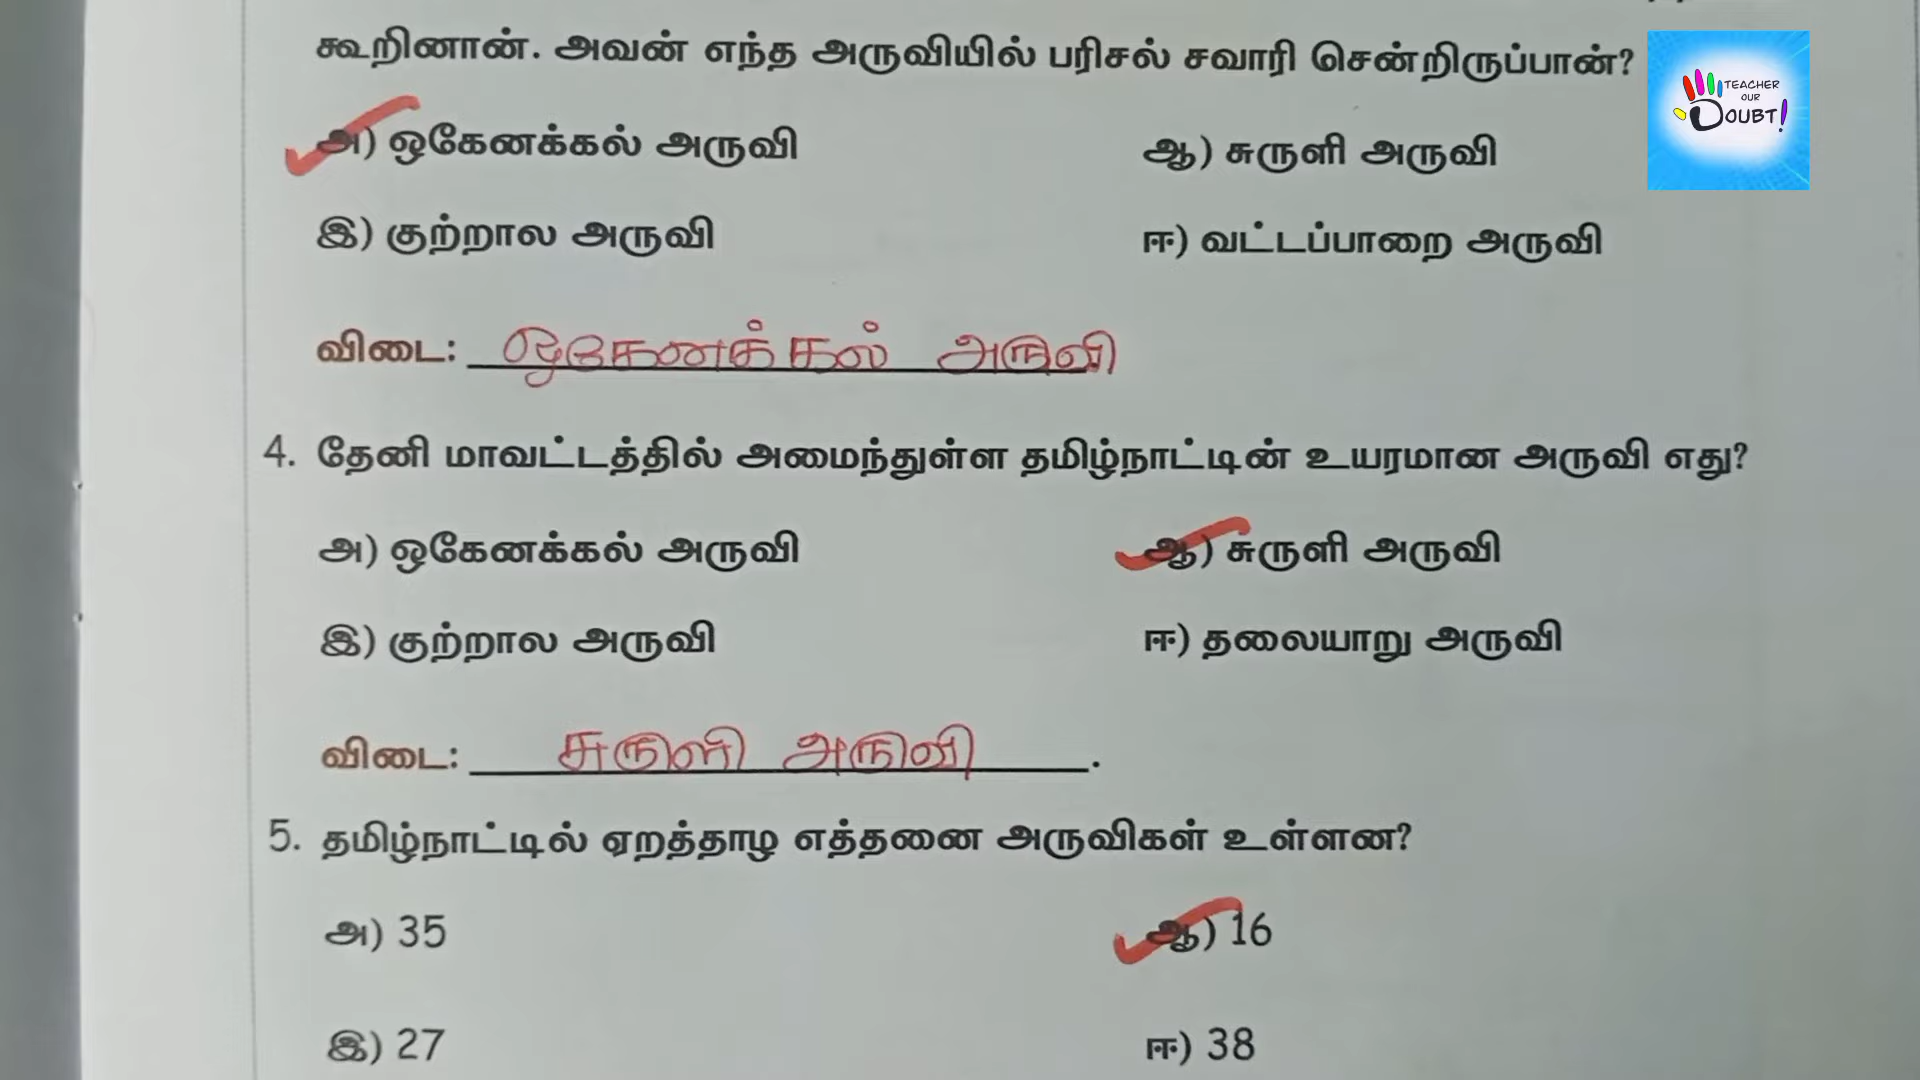 கூறினான். அவன் எந்த அருவியில் பரிசல் சவாரி சென்றிருப்பான்?
TEACHER
OUR
DOUBT!
அ) ஒகேனக்கல் அருவி ஆ) சுருளி அருவி
இ) குற்றால அருவி ஈ) வட்டப்பாறை அருவி
விடை: ஒகேனக்கல் அருவி
4. தேனி மாவட்டத்தில் அமைந்துள்ள தமிழ்நாட்டின் உயரமான அருவி எது?
அ) ஒகேனக்கல் அருவி ஆ) சுருளி அருவி
இ) குற்றால அருவி ஈ) தலையாறு அருவி
விடை: சுருளி அருவி.
5. தமிழ்நாட்டில் ஏறத்தாழ எத்தனை அருவிகள் உள்ளன?
அ) 35 ஆ) 16
இ) 27 ஈ) 38